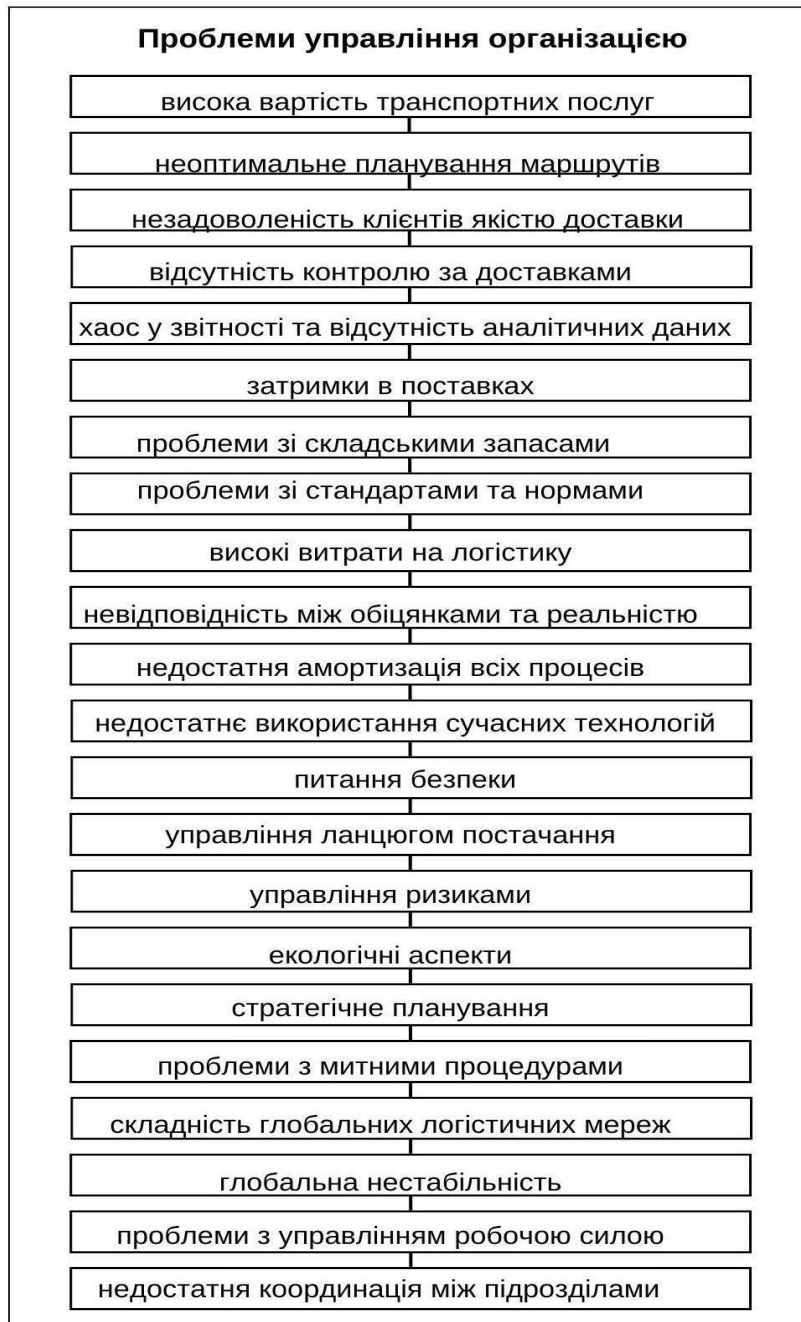 Проблеми управління організацією
висока вартість транспортних послуг
неоптимальне планування маршрутів
незадоволеність клієнтів якістю доставки
відсутність контролю за доставками
хаос у звітності та відсутність аналітичних даних
затримки в поставках
проблеми зі складськими запасами
проблеми зі стандартами та нормами
високі витрати на логістику
невідповідність між обіцянками та реальністю
недостатня амортизація всіх процесів
недостатнє використання сучасних технологій
питання безпеки
управління ланцюгом постачання
управління ризиками
екологічні аспекти
стратегічне планування
проблеми з митними процедурами
складність глобальних логістичних мереж
глобальна нестабільність
проблеми з управлінням робочою силою
недостатня координація між підрозділами